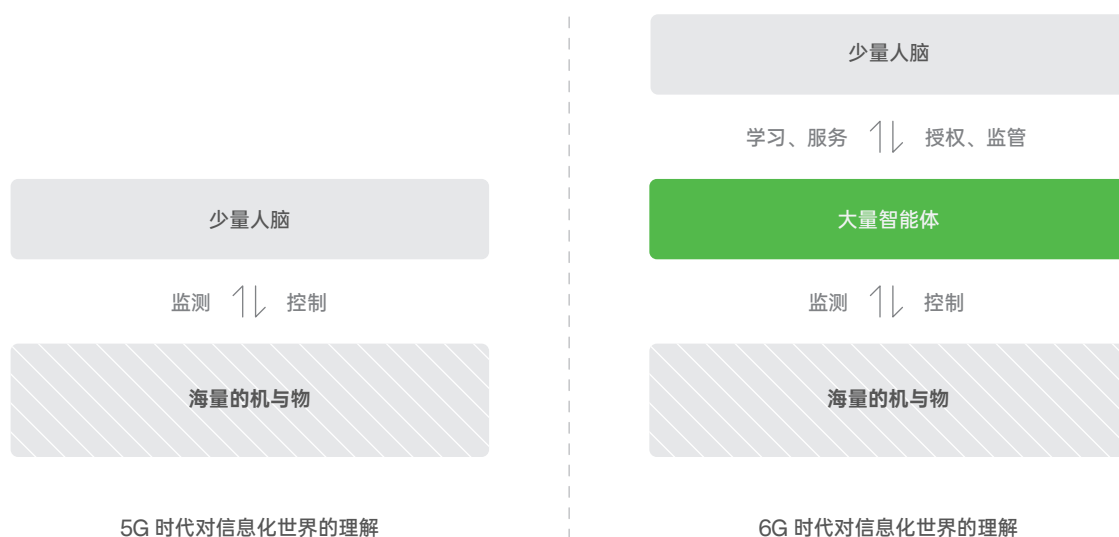 少量人脑
监测 控制
海量的机与物
5G 时代对信息化世界的理解
少量人脑
学习、服务 授权、监管
大量智能体
监测 控制
海量的机与物
6G 时代对信息化世界的理解